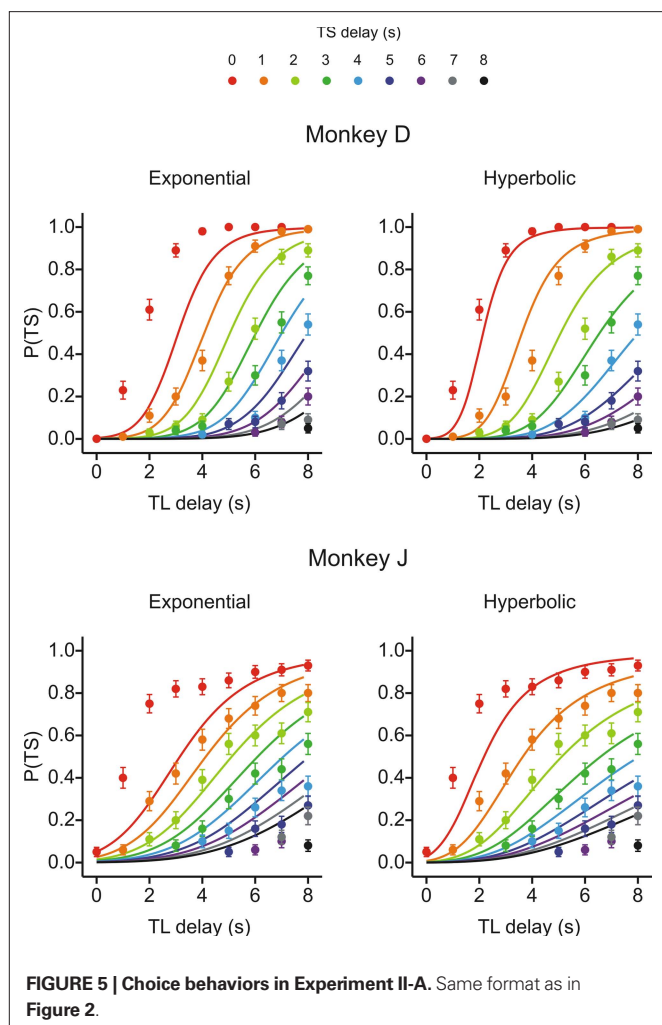 TS delay (s)
0 1 2 3 4 5 6 7 8
Monkey D
Exponential Hyperbolic
1.0 1.0
0.8 0.8
0.6 0.6
P(TS)
0.4 0.4
0.2 0.2
0.0 0.0
0 2 4 6 8 0 2 4 6 8
TL delay (s) TL delay (s)
Monkey J
Exponential Hyperbolic
1.0 1.0
0.8 0.8
0.6 0.6
P(TS)
0.4 0.4
0.2 0.2
0.0 0.0
0 2 4 6 8 0 2 4 6 8
TL delay (s) TL delay (s)
FIGURE 5 | Choice behaviors in Experiment II-A. Same format as in
Figure 2.